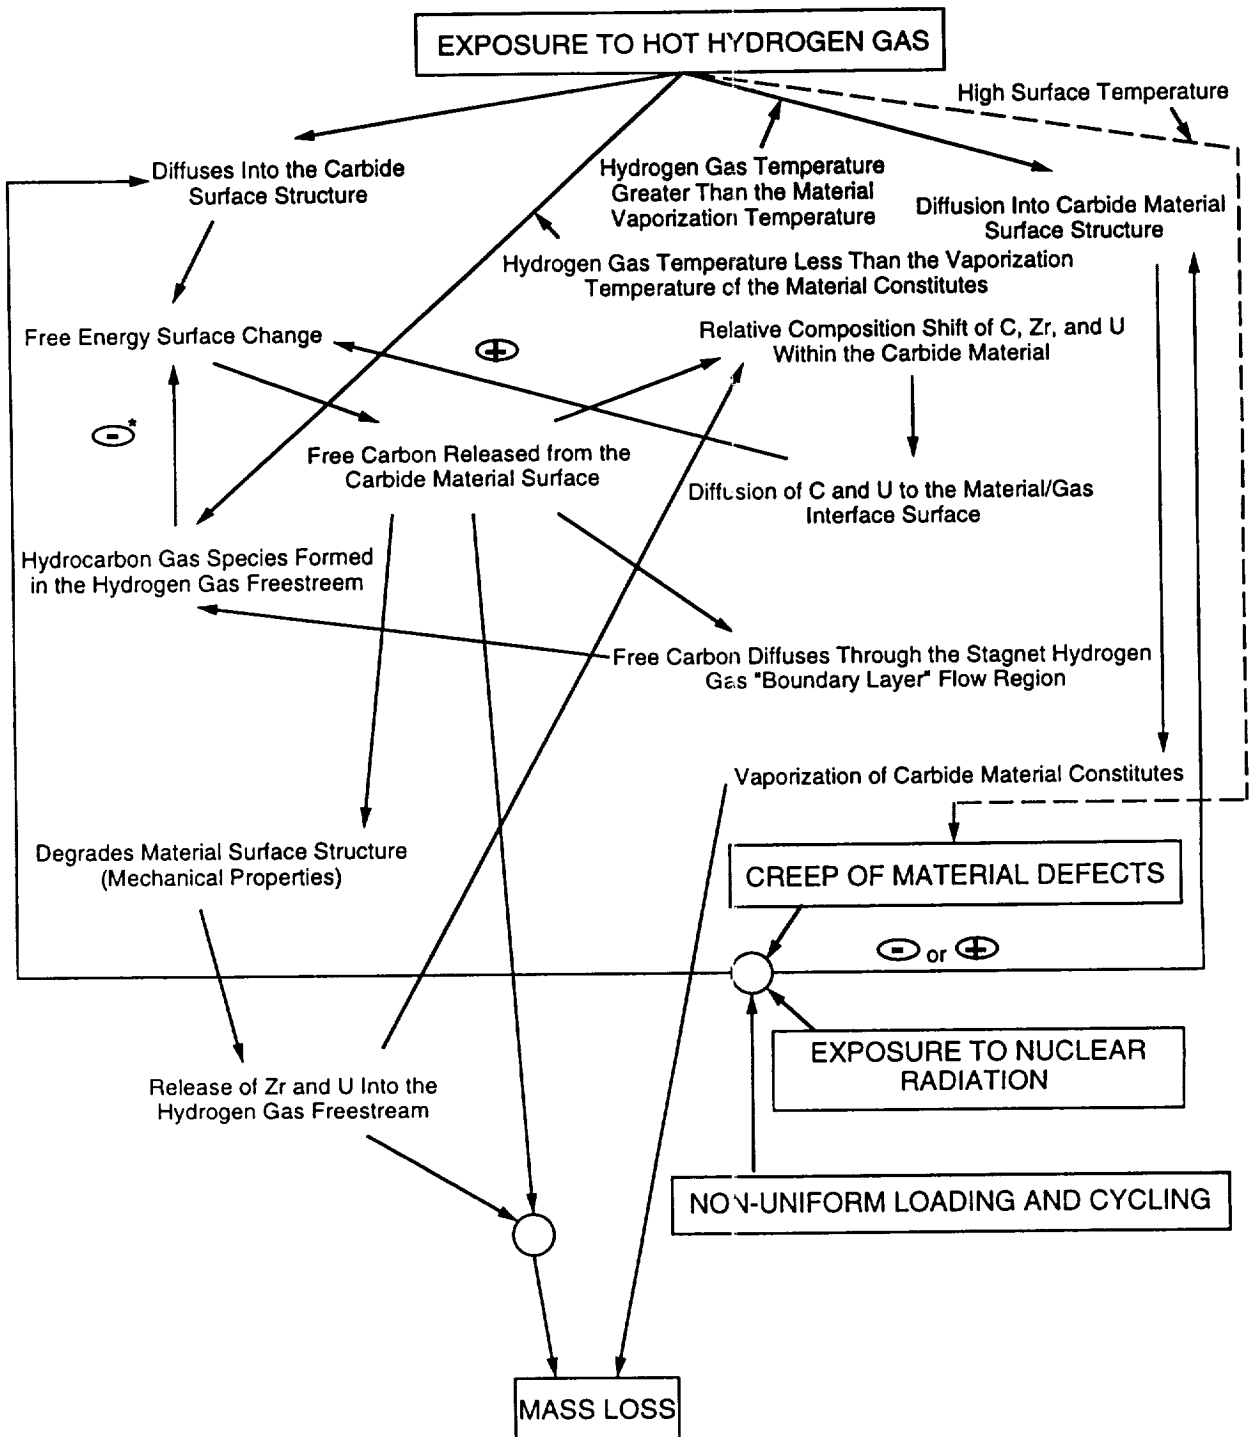 EXPOSURE TO HOT HYDROGEN GAS
High Surface Temperature
Diffuses Into the Carbide
Surface Structure
Hydrogen Gas Temperature
Greater Than the Material
Vaporization Temperature
Diffusion Into Carbide Material
Surface Structure
Hydrogen Gas Temperature Less Than the Vaporization
Temperature of the Material Constitutes
Free Energy Surface Change
+
Relative Composition Shift of C, Zr, and U
Within the Carbide Material
-*
Free Carbon Released from the
Carbide Material Surface
Diffusion of C and U to the Material/Gas
Interface Surface
Hydrocarbon Gas Species Formed
in the Hydrogen Gas Freestreem
Free Carbon Diffuses Through the Stagnet Hydrogen
Gas "Boundary Layer" Flow Region
Vaporization of Carbide Material Constitutes
Degrades Material Surface Structure
(Mechanical Properties)
CREEP OF MATERIAL DEFECTS
- or +
EXPOSURE TO NUCLEAR
RADIATION
Release of Zr and U Into the
Hydrogen Gas Freestream
NON-UNIFORM LOADING AND CYCLING
MASS LOSS